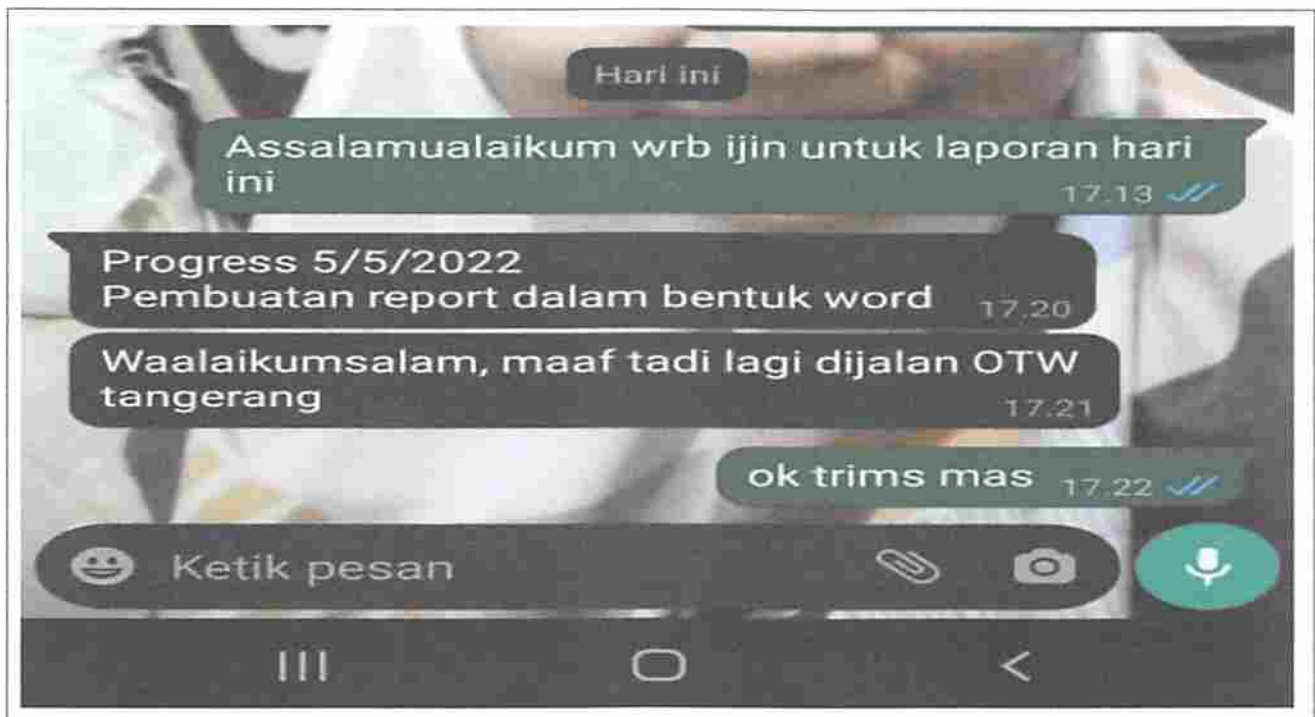 Hari ini
Assalamualaikum wrb ijin untuk laporan hari
ini
17.13
Progress 5/5/2022
Pembuatan report dalam bentuk word 17.20
Waalaikumsalam, maaf tadi lagi dijalan OTW
tangerang
17.21
ok trims mas 17.22
Ketik pesan